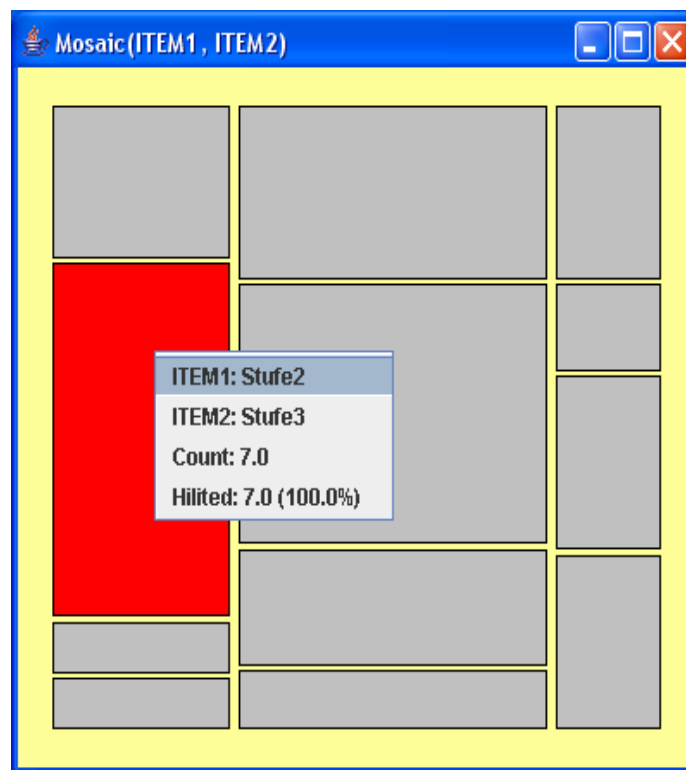 Mosaic(ITEM1 , ITEM2)
ITEM1: Stufe2
ITEM2: Stufe3
Count: 7.0
Hilited: 7.0 (100.0%)